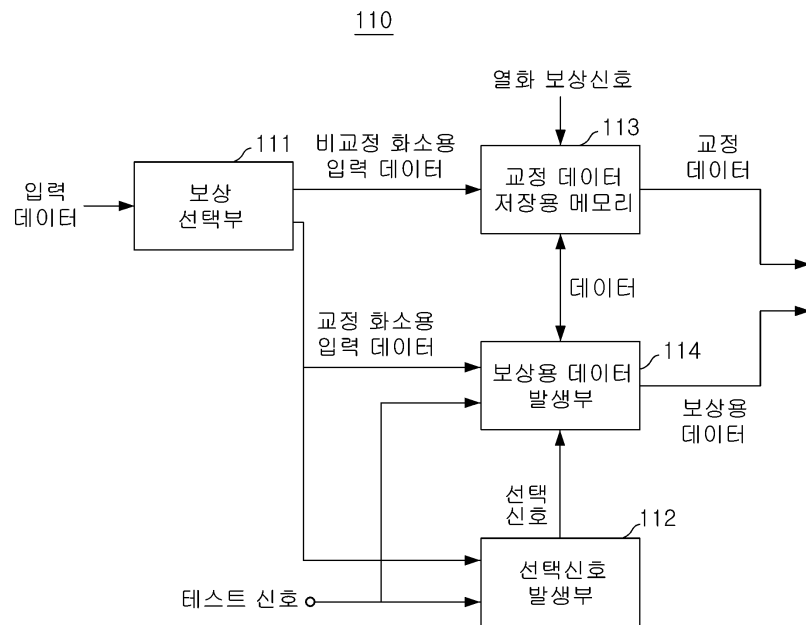 110
열화 보상신호
111
비교정 화소용
입력 데이터
113
교정
데이터
입력
데이터
보상
선택부
교정 데이터
저장용 메모리
데이터
교정 화소용
입력 데이터
114
보상용 데이터
발생부
보상용
데이터
선택
신호
112
선택신호
발생부
테스트 신호